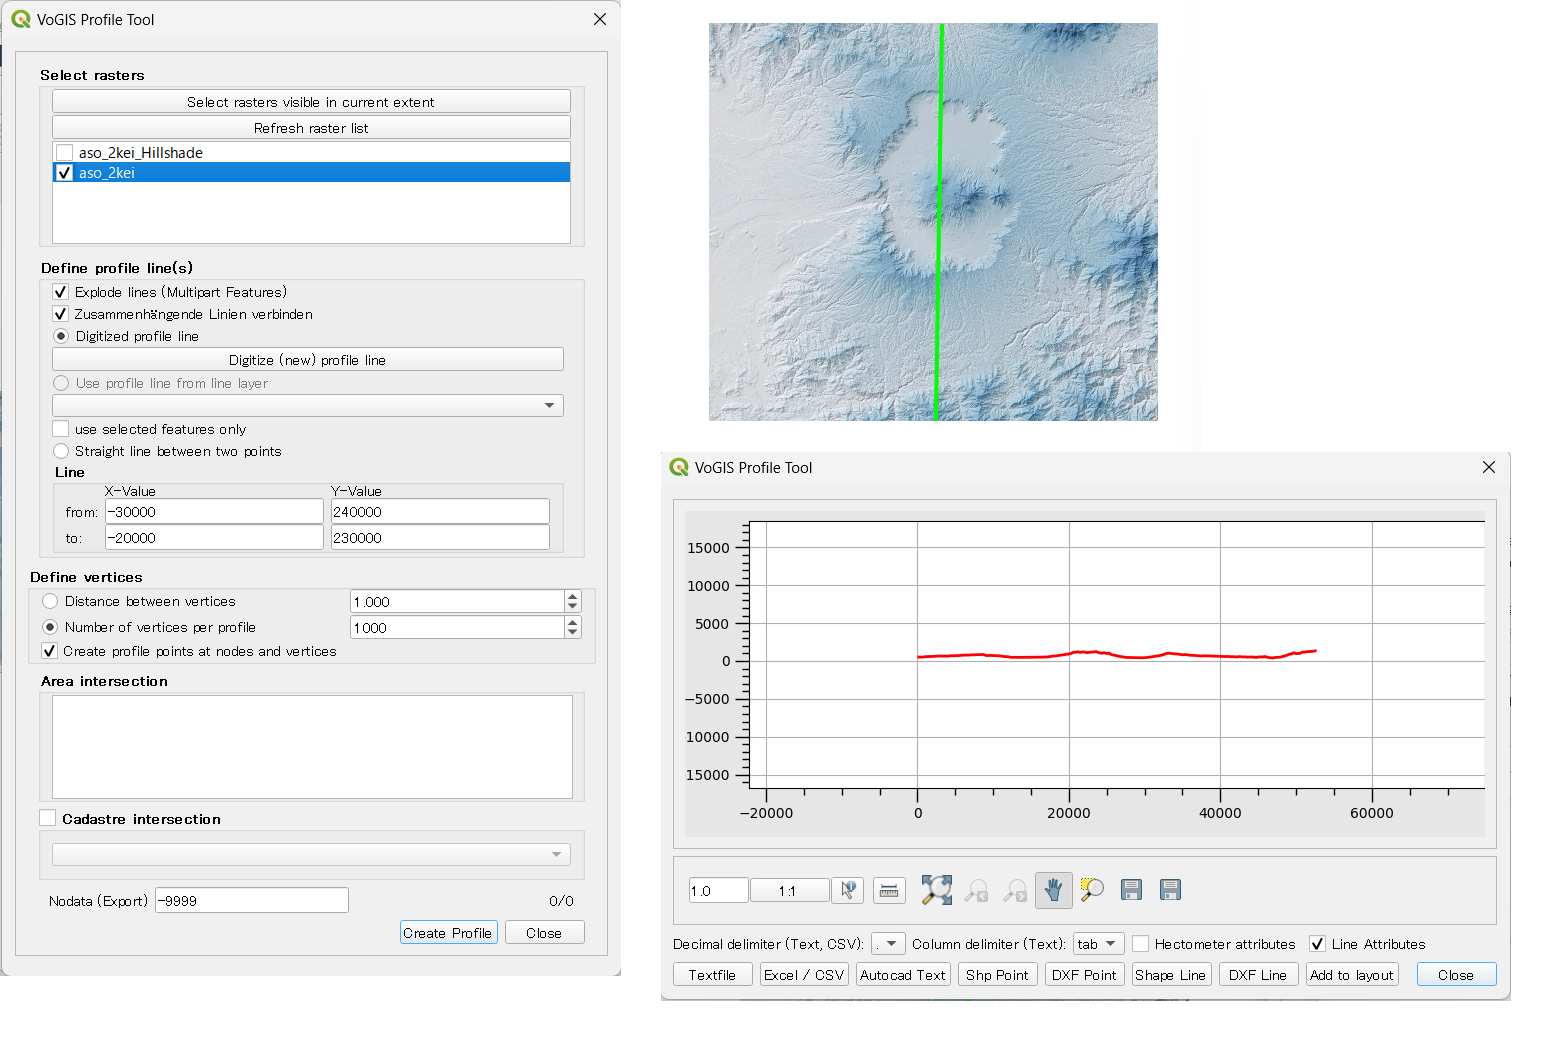 VoGIS Profile Tool
Select rasters
Select rasters visible in current extent
Refresh raster list
aso_2kei_Hillshade
aso_2kei
Define profile line(s)
Explode lines (Multipart Features)
Zusammenhängende Linien verbinden
Digitized profile line
Digitize (new) profile line
Use profile line from line layer
use selected features only
Straight line between two points
Line
X-Value Y-Value
from: -30000 240000
to: -20000 230000
Define vertices
Distance between vertices 1.000
Number of vertices per profile 1000
Create profile points at nodes and vertices
Area intersection
Cadastre intersection
Nodata (Export) -9999 0/0
Create Profile Close
VoGIS Profile Tool
15000
10000
5000
0
−5000
10000
15000
−20000 0 20000 40000 60000
1.0 1:1
Decimal delimiter (Text, CSV): . Column delimiter (Text): tab Hectometer attributes Line Attributes
Textfile Excel / CSV Autocad Text Shp Point DXF Point Shape Line DXF Line Add to layout Close